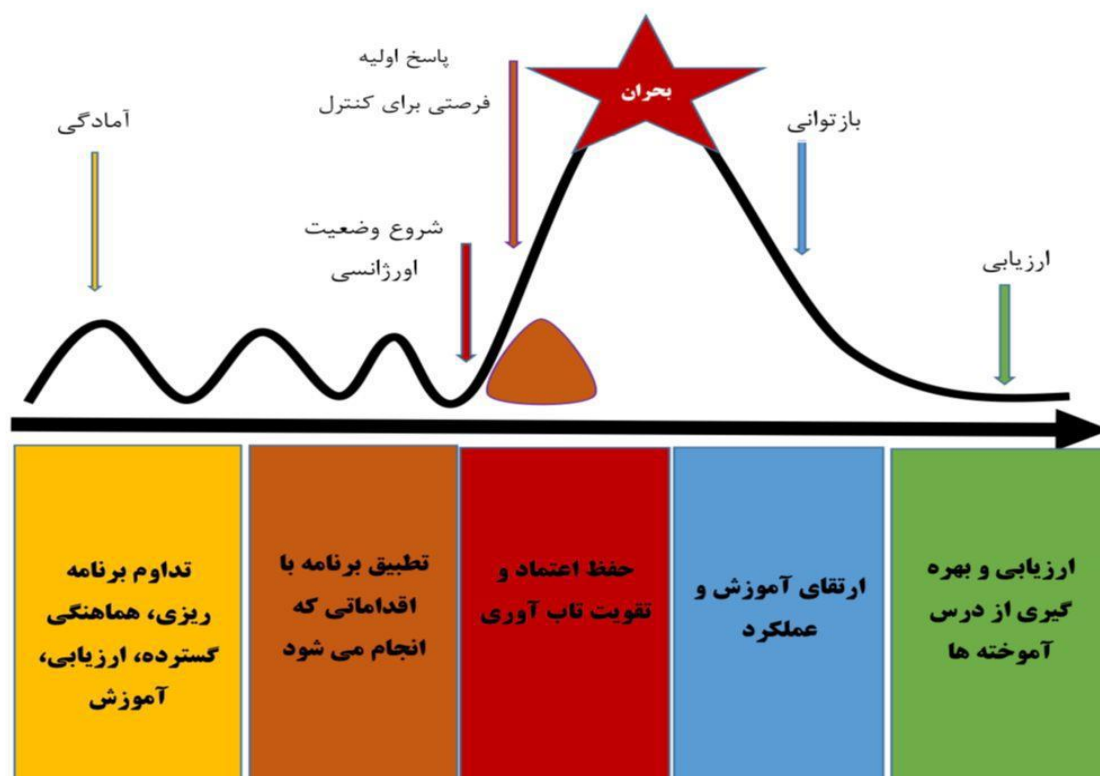 پاسخ اولیه
فرصتی برای کنترل
بحران
آمادگی
بازتوانی
شروع وضعیت
اورژانسی
ارزیابی
تداوم برنامه
ریزی، هماهنگی
گسترده، ارزیابی،
آموزش
تطبیق برنامه با
اقداماتی که
انجام می شود
حفظ اعتماد و
تقویت تاب آوری
ارتقای آموزش و
عملکرد
ارزیابی و بهره
گیری از درس
آموخته ها